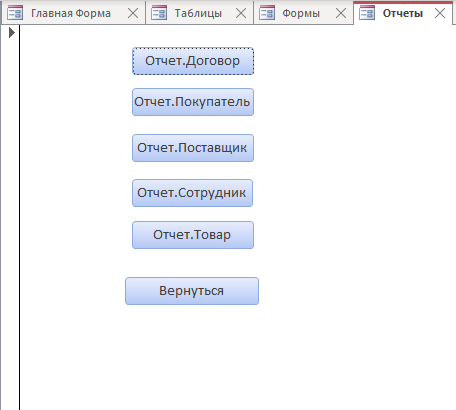 Главная Форма Таблицы Формы Отчеты
Отчет.Договор
Отчет.Покупатель
Отчет.Поставщик
Отчет.Сотрудник
Отчет.Товар
Вернуться